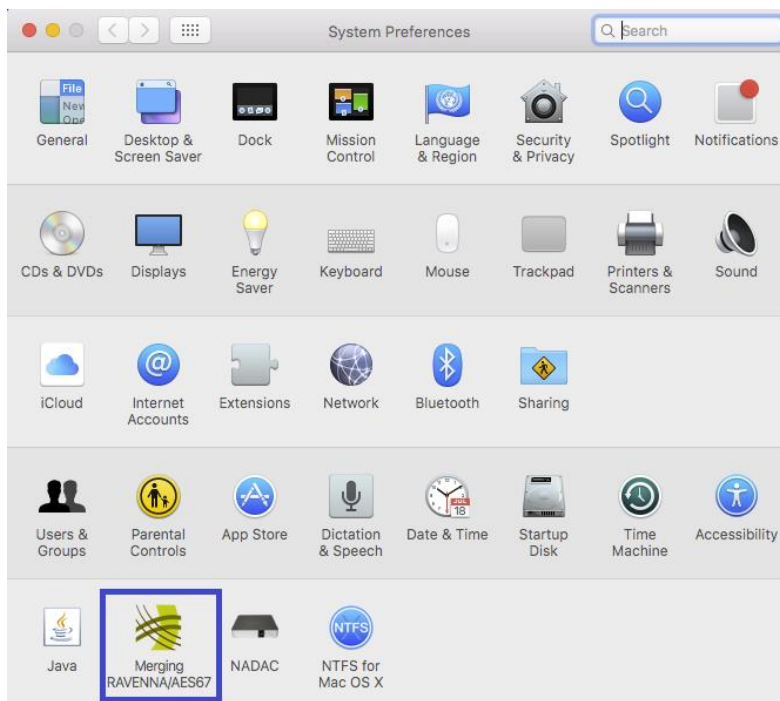 System Preferences
Search
File
New
Ope
General
Desktop &
Screen Saver
Dock
Mission
Control
Language
& Region
Security
& Privacy
Spotlight
Notifications
CDs & DVDs
Displays
Energy
Saver
Keyboard
Mouse
Trackpad
Printers &
Scanners
Sound
iCloud
@
Internet
Accounts
Extensions
Network
Bluetooth
Sharing
Users &
Groups
Parental
Controls
App Store
Dictation
& Speech
JUL
18
Date & Time
Startup
Disk
Time
Machine
Accessibility
Java
Merging
RAVENNA/AES67
NADAC
NTFS
NTFS for
Mac OS X